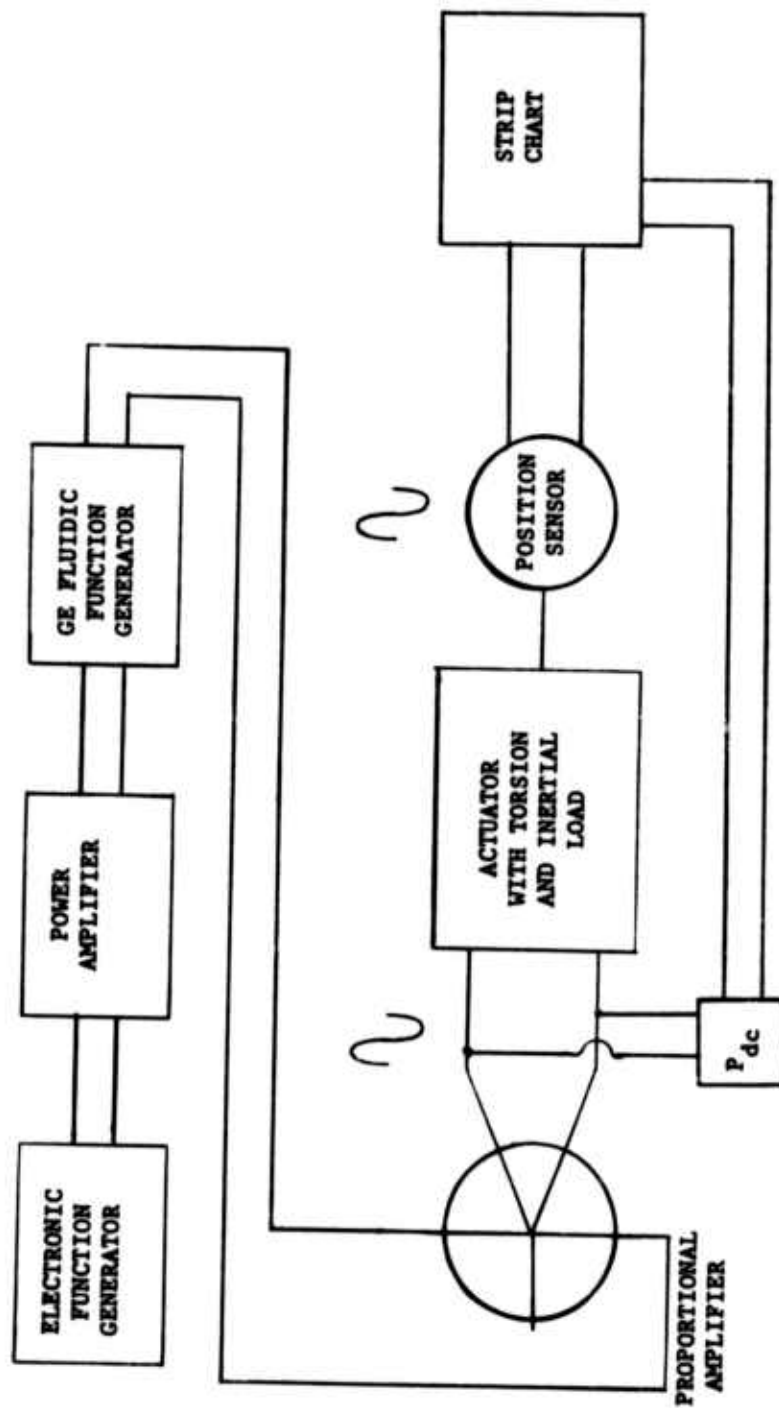 ELECTRONIC
FUNCTION
GENERATOR
POWER
AMPLIFIER
GE FLUIDIC
FUNCTION
GENERATOR
PROPORTIONAL
AMPLIFIER
ACTUATOR
WITH TORSION
AND INERTIAL
LOAD
POSITION
SENSOR
STRIP
CHART
Pdc